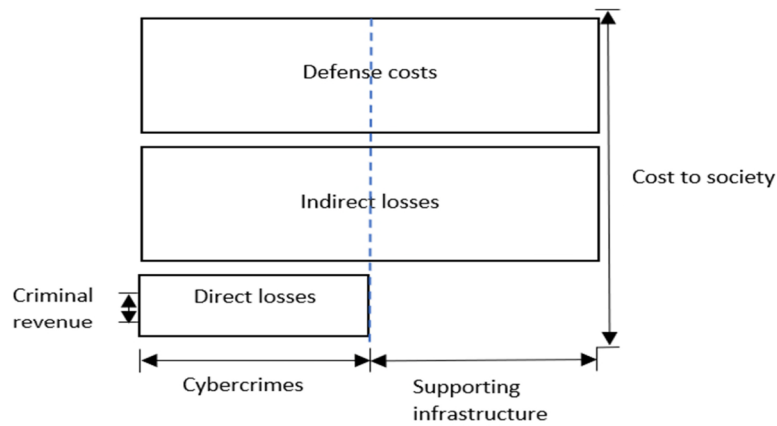 Defense costs
Cost to society
Indirect losses
Direct losses
Criminal
revenue
Cybercrimes
Supporting
infrastructure